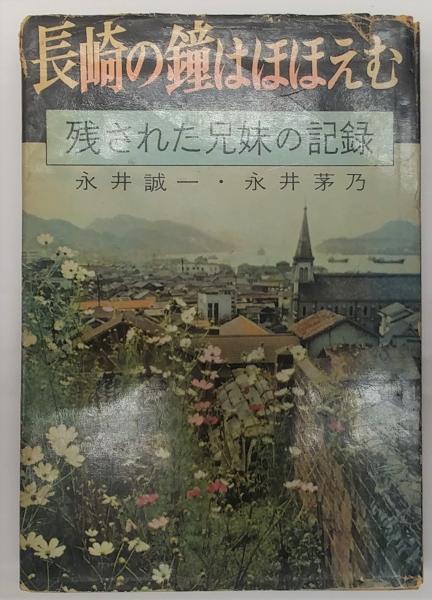 長崎の鐘はほほえむ
残された兄妹の記録
永井誠一・永井茅乃